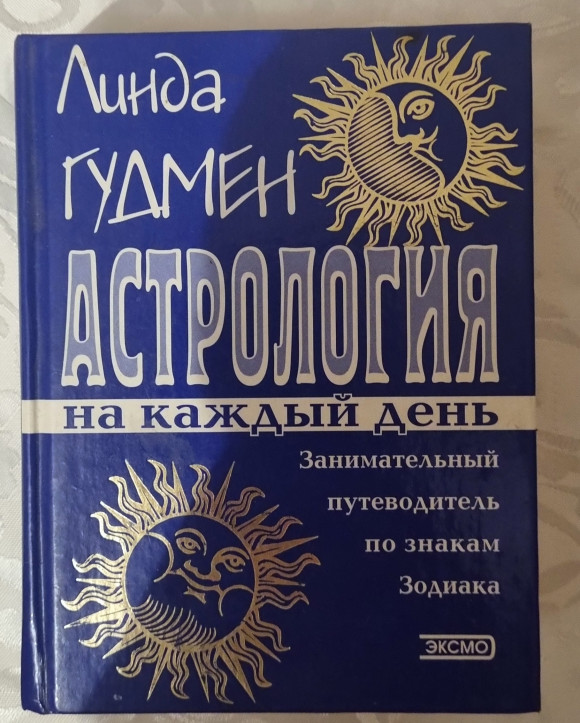 Линда
ГУДМЕН
АСТРОЛОГИЯ
на каждый день
Занимательный
путеводитель
по знакам
Зодиака
ЭКСМО